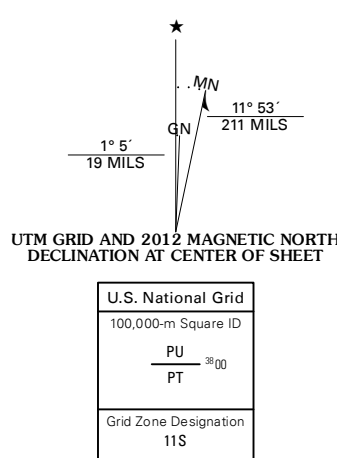 ★
MN
11° 53´
211 MILS
GN
1° 5´
19 MILS
UTM GRID AND 2012 MAGNETIC NORTH
DECLINATION AT CENTER OF SHEET
U.S. National Grid
100,000-m Square ID
PU
3800
PT
Grid Zone Designation
11S